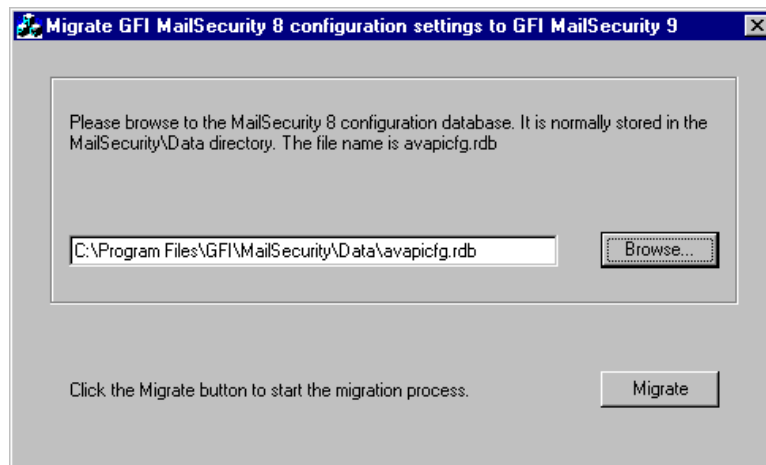 Migrate GFI MailSecurity 8 configuration settings to GFI MailSecurity 9
Please browse to the MailSecurity 8 configuration database. It is normally stored in the
MailSecurity\Data directory. The file name is avapicfg.rdb
C:\Program Files\GFI\MailSecurity\Data\avapicfg.rdb
Browse...
Click the Migrate button to start the migration process.
Migrate